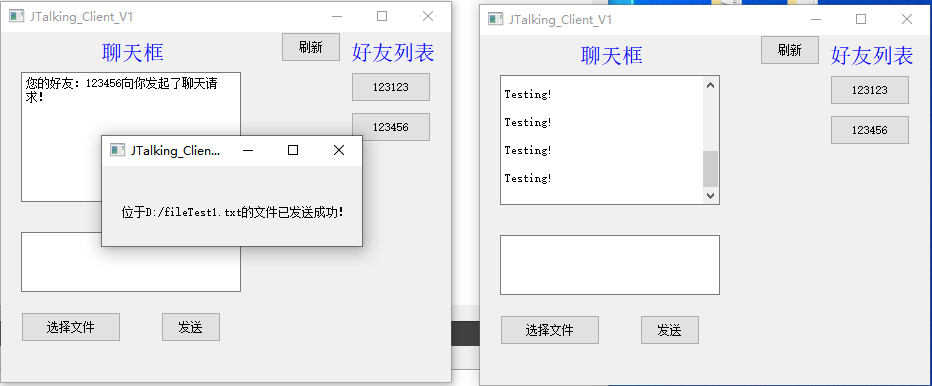 JTalking_Client_V1
聊天框
刷新
好友列表
您的好友：123456向你发起了聊天请
求！
123123
123456
JTalking_Clien...
位于D:/fileTest1.txt的文件已发送成功！
选择文件
发送
JTalking_Client_V1
聊天框
刷新
好友列表
Testing!
Testing!
Testing!
Testing!
123123
123456
选择文件
发送